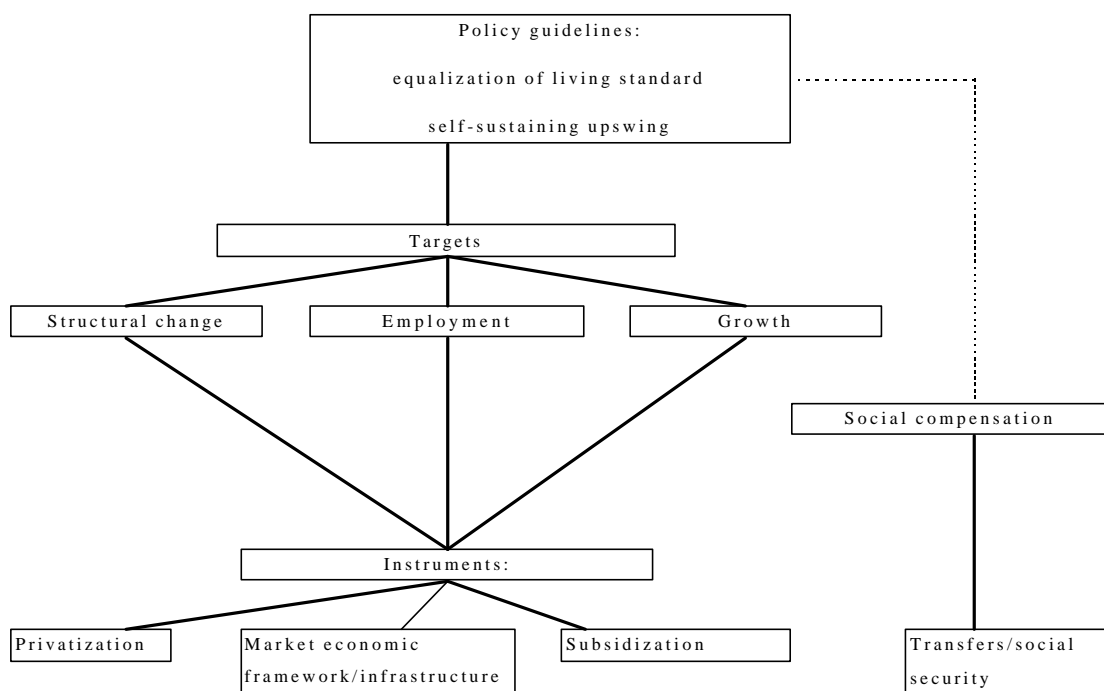 Policy guidelines:
equalization of living standard
self-sustaining upswing
Targets
Structural change
Employment
Growth
Social compensation
Instruments:
Privatization
Market economic
framework/infrastructure
Subsidization
Transfers/social
security